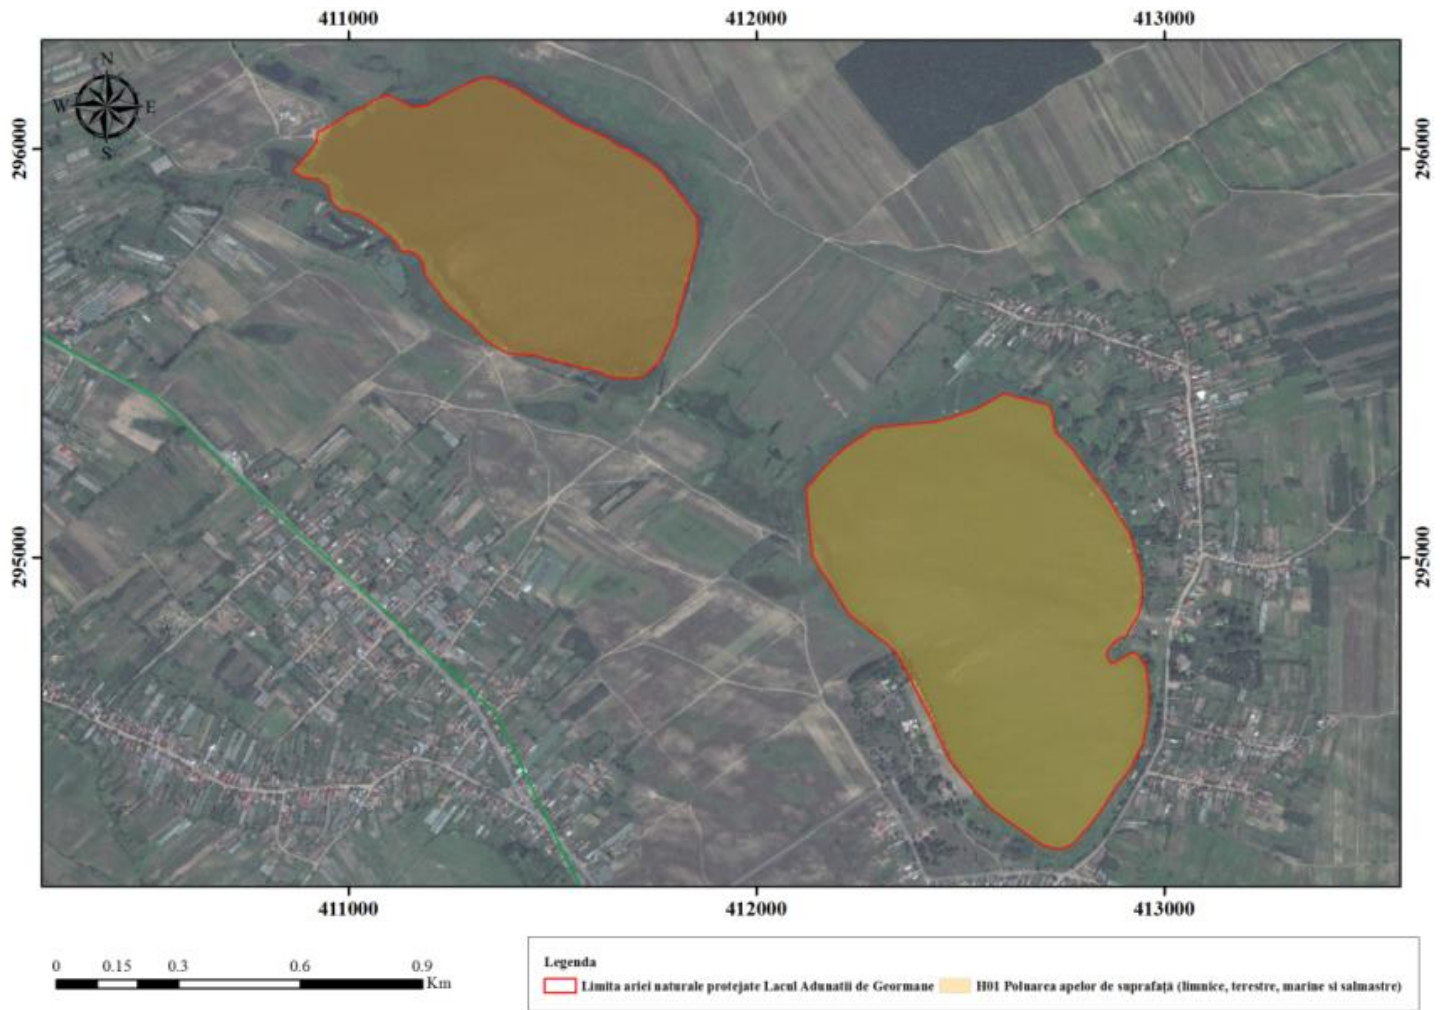 411000 412000 413000
N
W E
S
296000 296000
295000 295000
411000 412000 413000
0 0.15 0.3 0.6 0.9
Km
Legenda
Limita ariei naturale protejate Lacul Adunatii de Geormane H01 Poluarea apelor de suprafață (limnice, terestre, marine si salmastre)